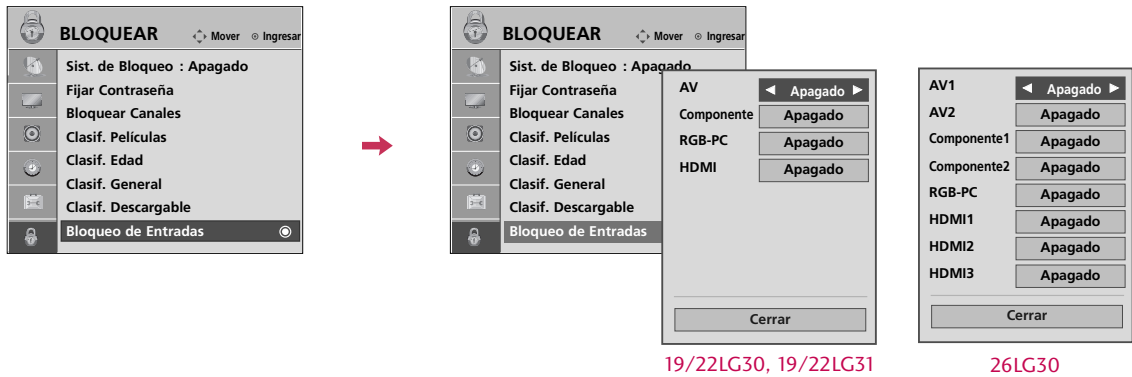 BLOQUEAR
Mover
Ingresar
Sist. de Bloqueo : Apagado
Fijar Contraseña
Bloquear Canales
Clasif. Películas
Clasif. Edad
Clasif. General
Clasif. Descargable
Bloqueo de Entradas
BLOQUEAR
Mover
Ingresar
Sist. de Bloqueo : Apagado
Fijar Contraseña
Bloquear Canales
Clasif. Películas
Clasif. Edad
Clasif. General
Clasif. Descargable
Bloqueo de Entradas
AV ◄ Apagado ►
Componente Apagado
RGB-PC Apagado
HDMI Apagado
Cerrar
19/22LG30, 19/22LG31
AV1 ◄ Apagado ►
AV2 Apagado
Componente1 Apagado
Componente2 Apagado
RGB-PC Apagado
HDMI1 Apagado
HDMI2 Apagado
HDMI3 Apagado
Cerrar
26LG30